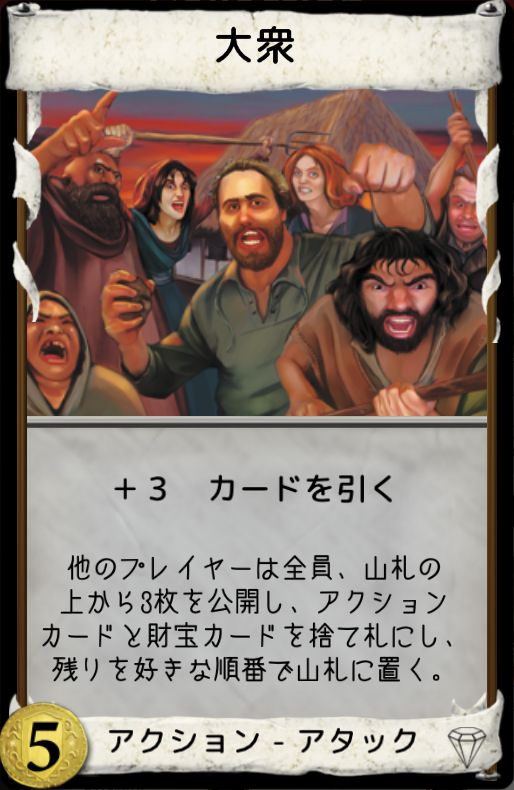 大衆
＋３　カードを引く
他のプレイヤーは全員、山札の
上から3枚を公開し、アクション
カードと財宝カードを捨て札にし、
残りを好きな順番で山札に置く。
5
アクション - アタック